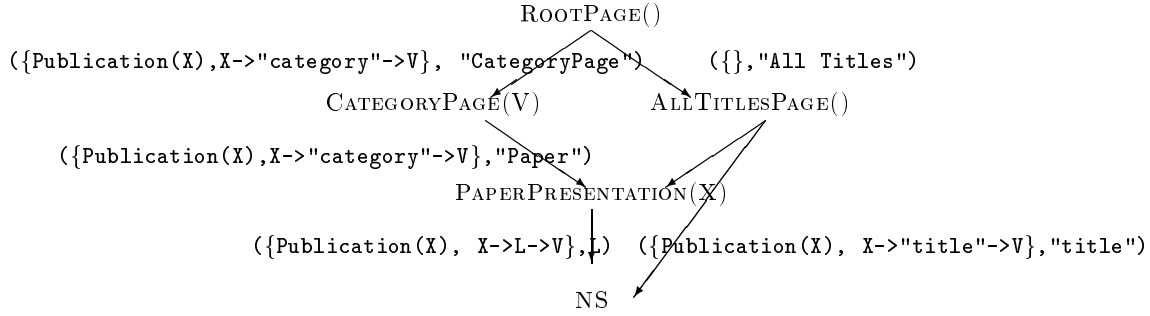 RootPage()
({Publication(X),X->"category"->V}, "CategoryPage") ({},"All Titles")
CategoryPage(V) AllTitlesPage()
({Publication(X),X->"category"->V},"Paper")
PaperPresentation(X)
({Publication(X), X->L->V},L) ({Publication(X), X->"title"->V},"title")
NS